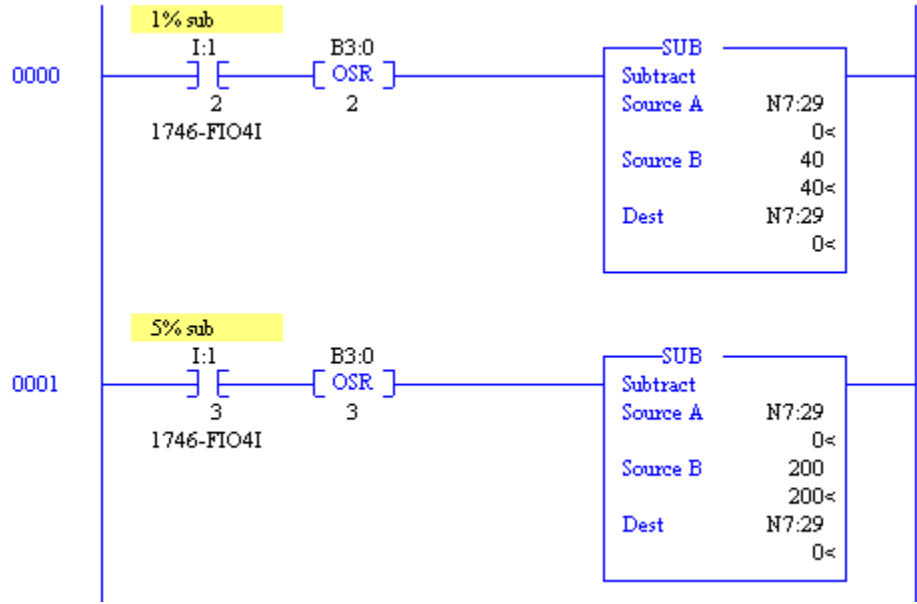 1% sub
I:1 B3:0 SUB
0000 OSR Subtract
2 2 Source A N7:29
1746-FIO4I 0<
Source B 40
40<
Dest N7:29
0<
5% sub
I:1 B3:0 SUB
0001 OSR Subtract
3 3 Source A N7:29
1746-FIO4I 0<
Source B 200
200<
Dest N7:29
0<